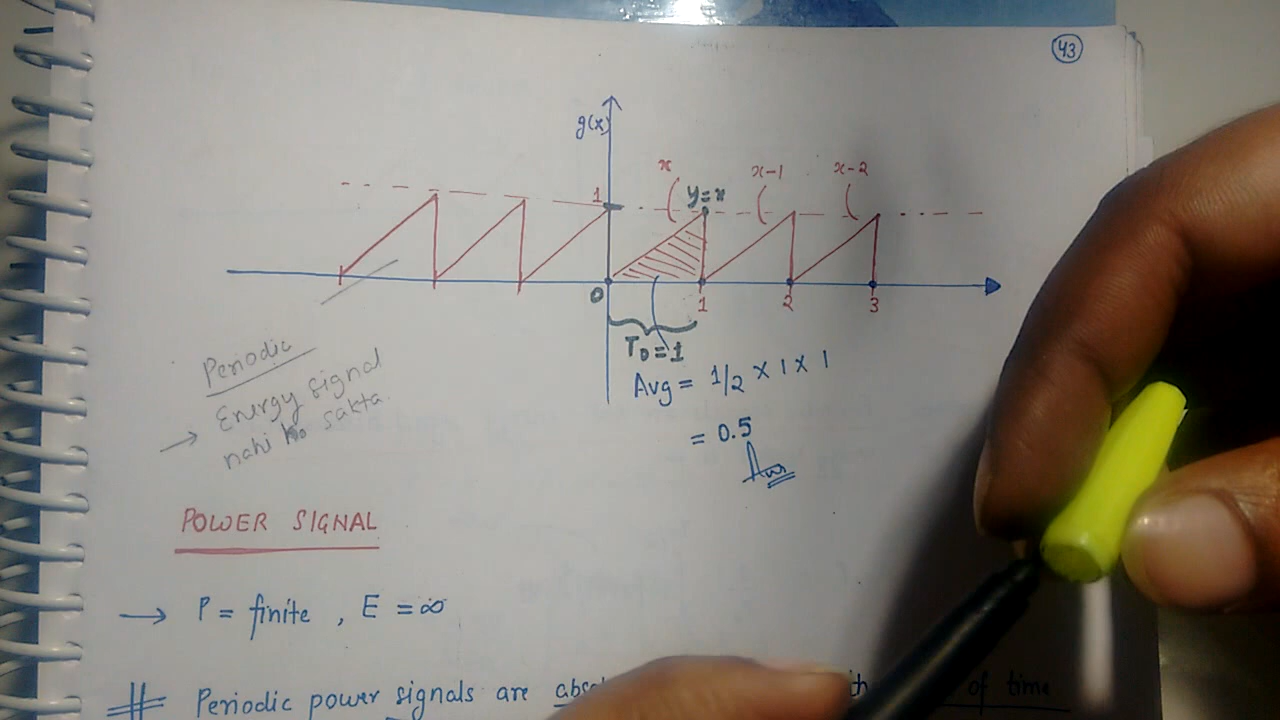 43
g(x)
x
x-1
x-2
1
y=x
0
1
2
3
T0=1
Avg = 1/2 × 1 × 1
= 0.5
Ans
Periodic
→ Energy signal
nahi ho sakta.
POWER SIGNAL
→ P = finite , E = ∞
# Periodic power signals are of time